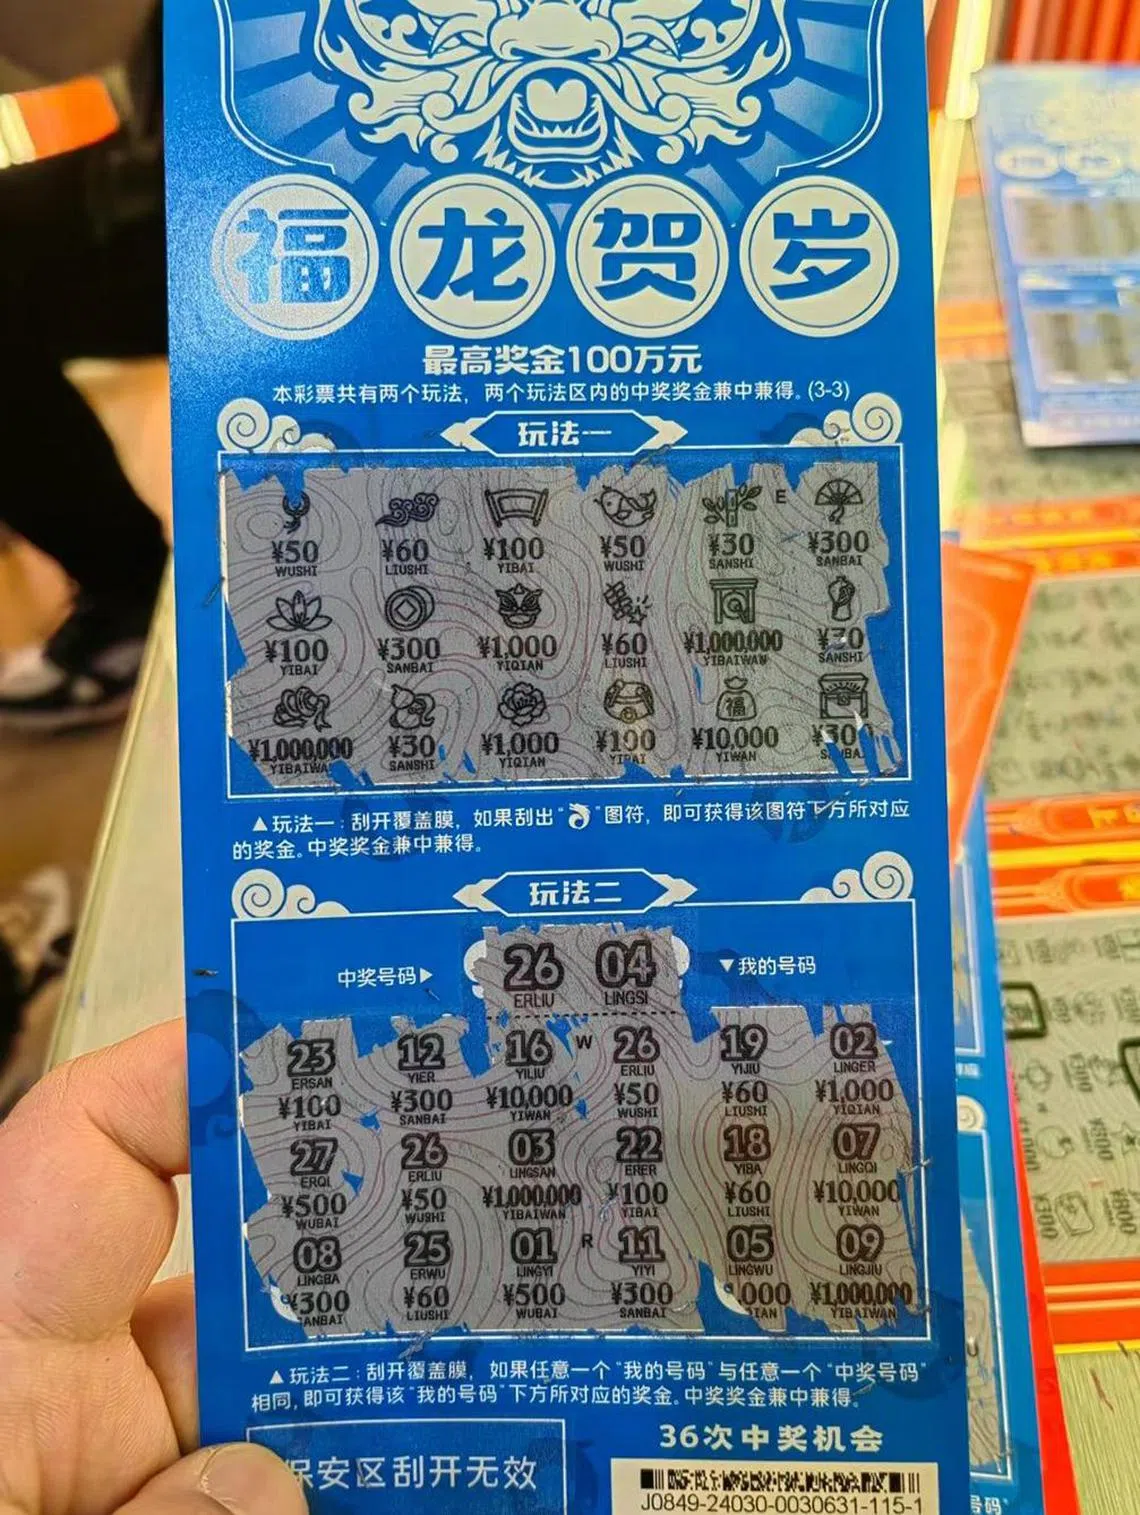 福龙贺岁
最高奖金100万元
本彩票共有两个玩法，两个玩法区内的中奖奖金兼中兼得。(3-3)
玩法一
E
¥50 ¥60 ¥100 ¥50 ¥30 ¥300
WUSHI LIUSHI YIBAI WUSHI SANSHI SANBAI
¥100 ¥300 ¥1,000 ¥60 ¥1,000,000 ¥30
YIBAI SANBAI YIQIAN LIUSHI YIBAIWAN SANSHI
福
¥1,000,000 ¥30 ¥1,000 ¥100 ¥10,000 ¥300
YIBAIWA SANSHI YIQIAN YIBAI YIWAN
▲玩法一：刮开覆盖膜，如果刮出“ ”图符，即可获得该图符下方所对应
的奖金。中奖奖金兼中兼得。
玩法二
中奖号码▶ 26 04 ▼我的号码
ERLIU LINGSI
23 12 16 W 26 19 02
ERSAN YIER YILIU ERLIU YIJIU LINGER
¥100 ¥300 ¥10,000 ¥50 ¥60 ¥1,000
YIBAI SANBAI YIWAN WUSHI LIUSHI YIQIAN
27 26 03 22 18 07
ERQI ERLIU LINGSAN ERER YIBA LINGQI
¥500 ¥50 ¥1,000,000 ¥100 ¥60 ¥10,000
WUBAI WUSHI YIBAIWAN YIBAI LIUSHI YIWAN
08 25 01 R 11 05 09
LINGBA ERWU LINGYI YIYI LINGWU LINGJIU
¥300 ¥60 ¥500 ¥300 ,000 ¥1,000,000
SANBAI LIUSHI WUBAI SANBAI IAN YIBAIWAN
▲玩法二：刮开覆盖膜，如果任意一个“我的号码”与任意一个“中奖号码”
相同，即可获得该“我的号码”下方所对应的奖金。中奖奖金兼中兼得。
36次中奖机会
保安区刮开无效
J0849-24030-0030631-115-1
号码”